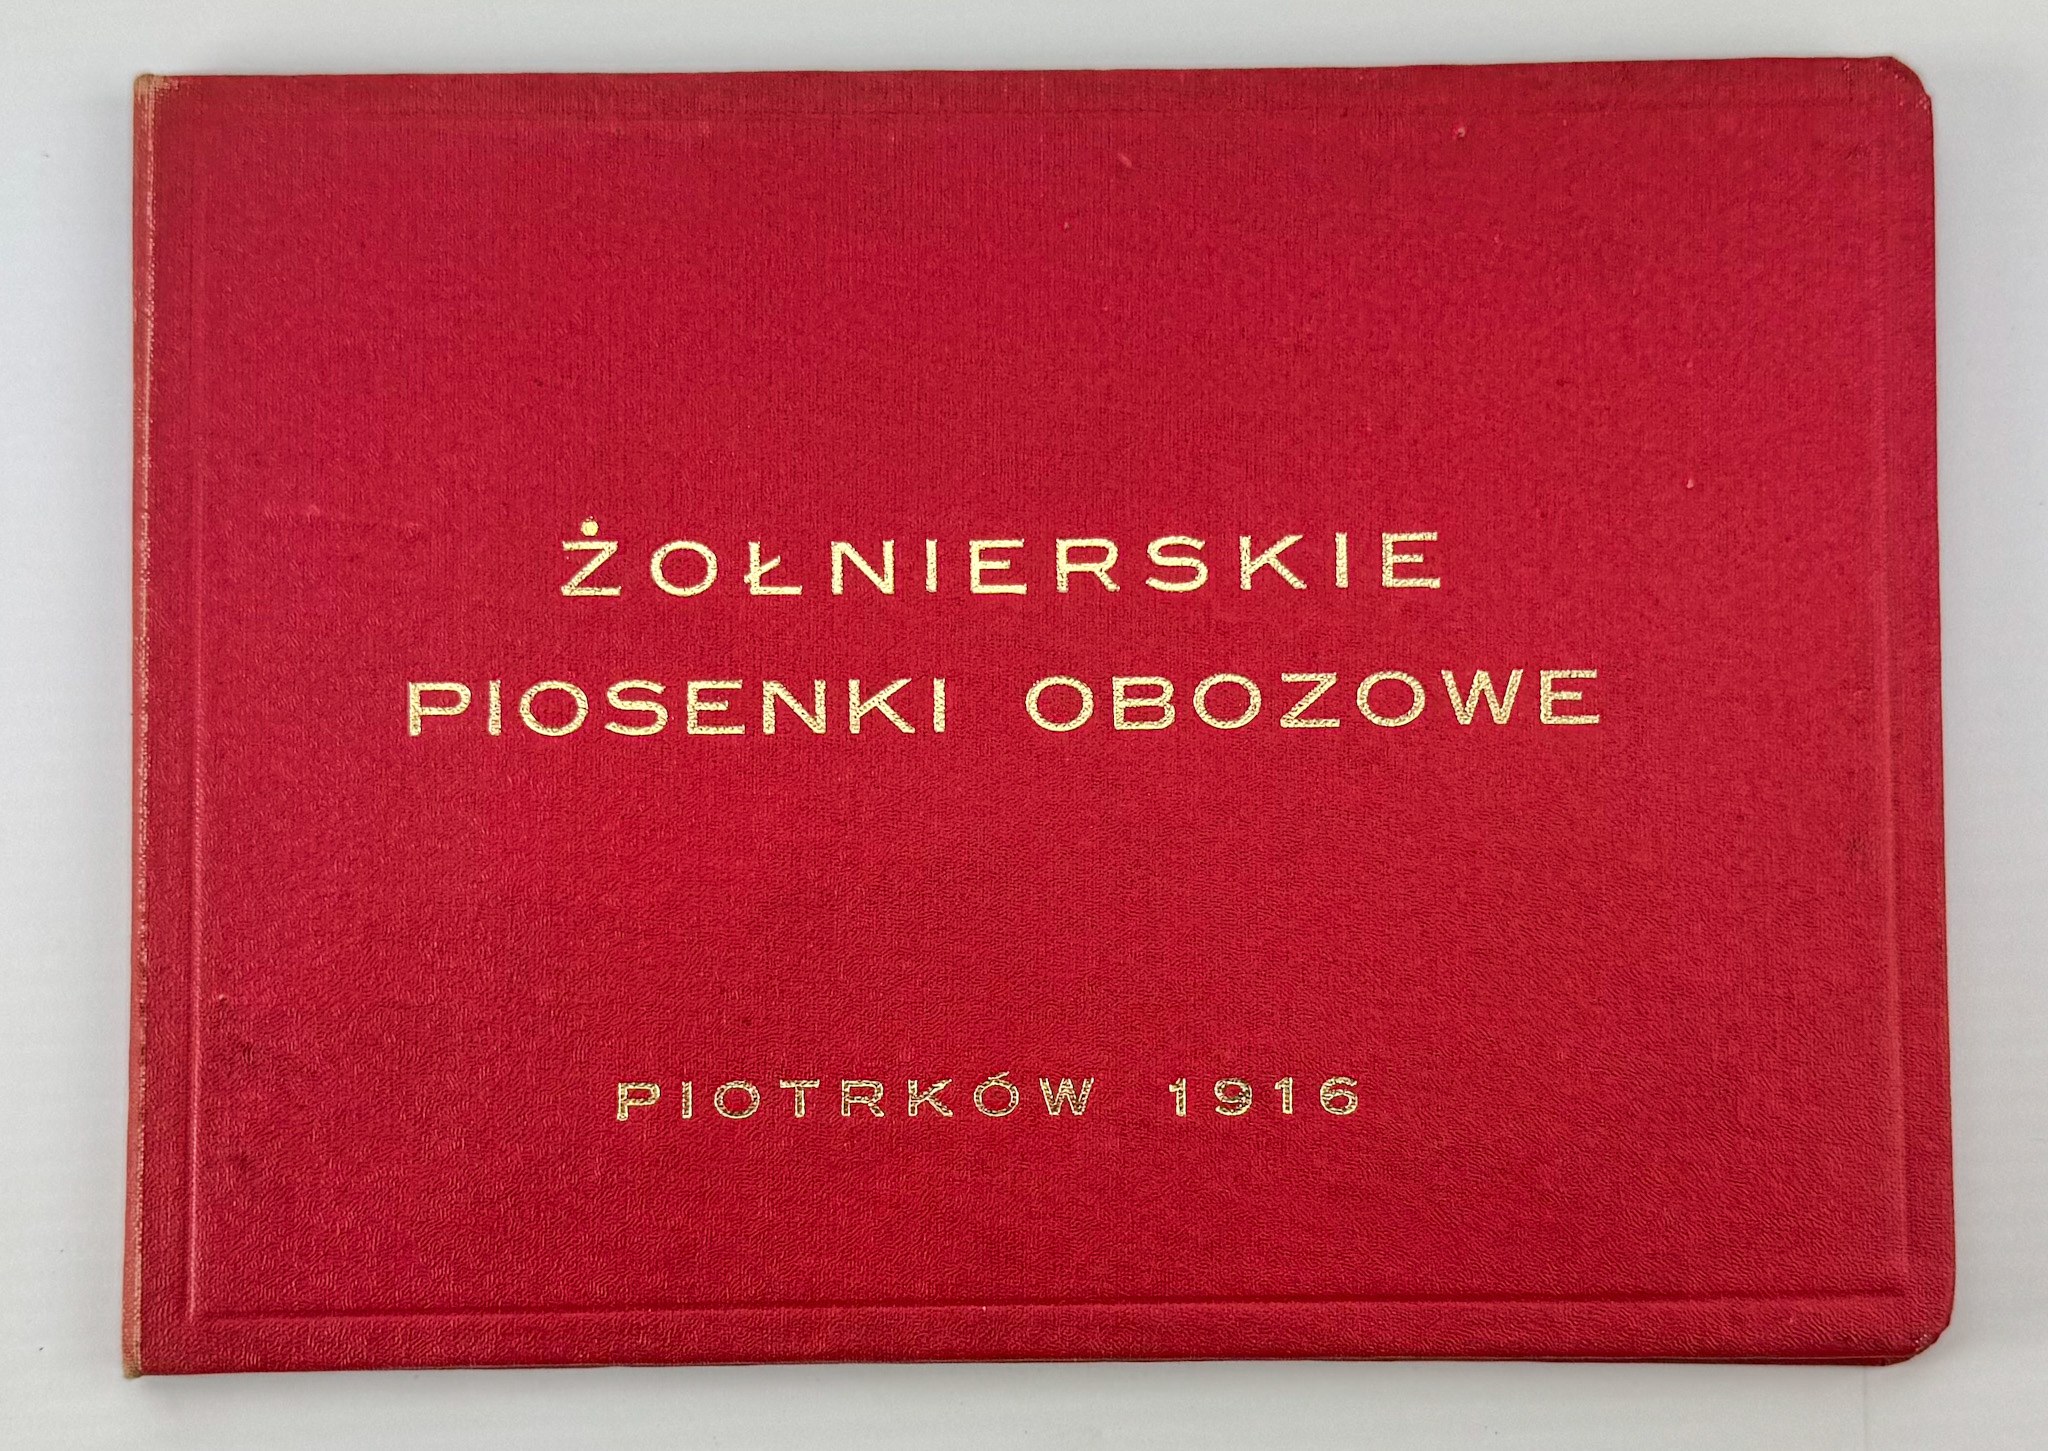 ŻOŁNIERSKIE
PIOSENKI OBOZOWE
PIOTRKÓW 1916